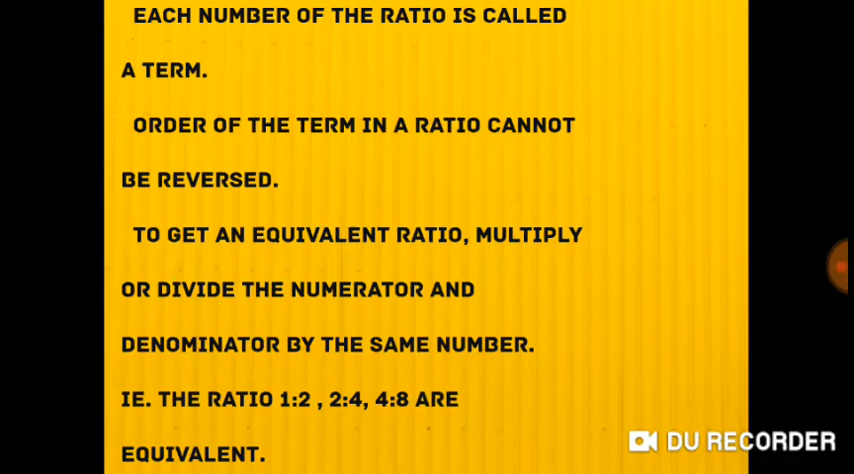 EACH NUMBER OF THE RATIO IS CALLED
A TERM.
ORDER OF THE TERM IN A RATIO CANNOT
BE REVERSED.
TO GET AN EQUIVALENT RATIO, MULTIPLY
OR DIVIDE THE NUMERATOR AND
DENOMINATOR BY THE SAME NUMBER.
IE. THE RATIO 1:2 , 2:4, 4:8 ARE
EQUIVALENT.
DU RECORDER